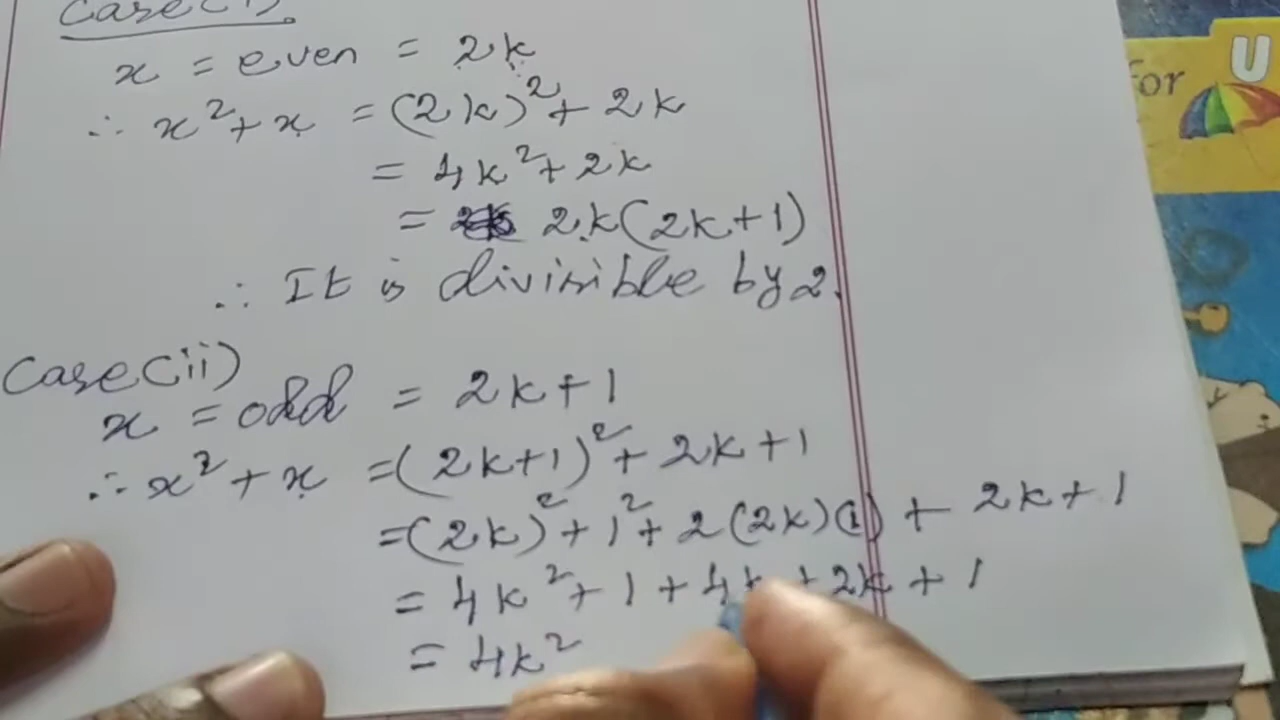 Case(i)
x = even = 2k
∴ x²+x = (2k)²+ 2k
= 4k²+2k
= 2k(2k+1)
∴ It is divisible by 2.
Case(ii)
x = odd = 2k+1
∴ x²+x =(2k+1)²+ 2k+1
=(2k)²+1²+2(2k)(1) + 2k+1
= 4k²+1+4k+2k+1
= 4k²
for U